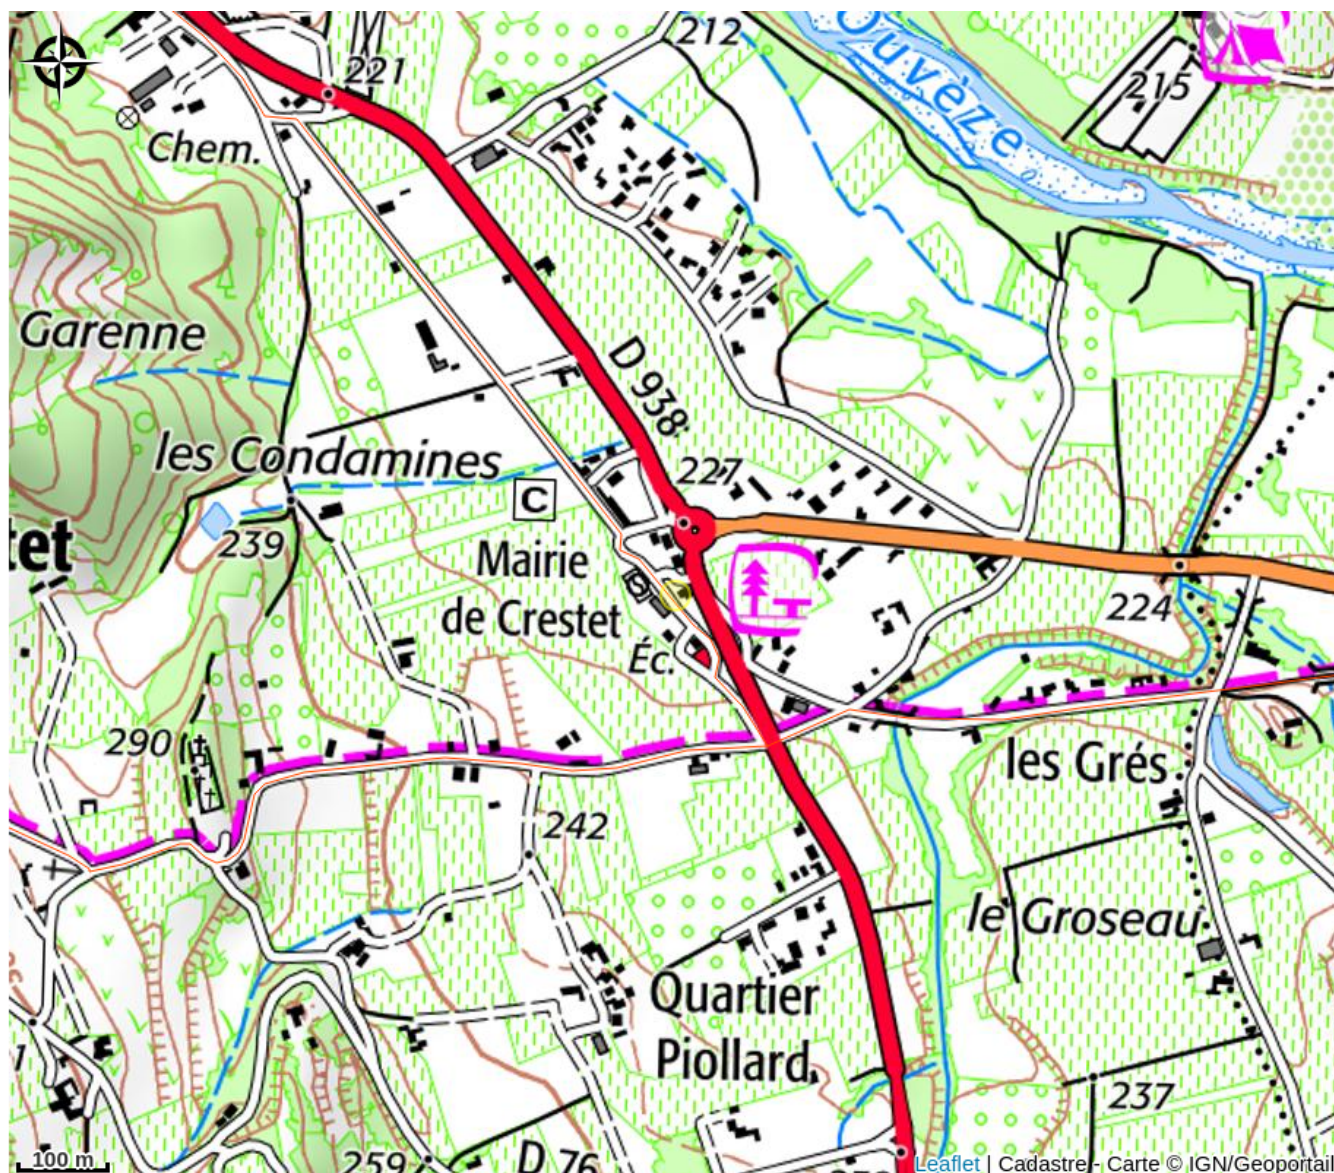 212
Ouvèze
221
215
Chem.
Garenne
D 938
les Condamines
227
C
tet
239
Mairie
de Crestet
224
Éc.
290
les Grés
242
le Groseau
Quartier
Piollard
237
100 m
259
D 76
Leaflet | Cadastre - Carte © IGN/Geoportail